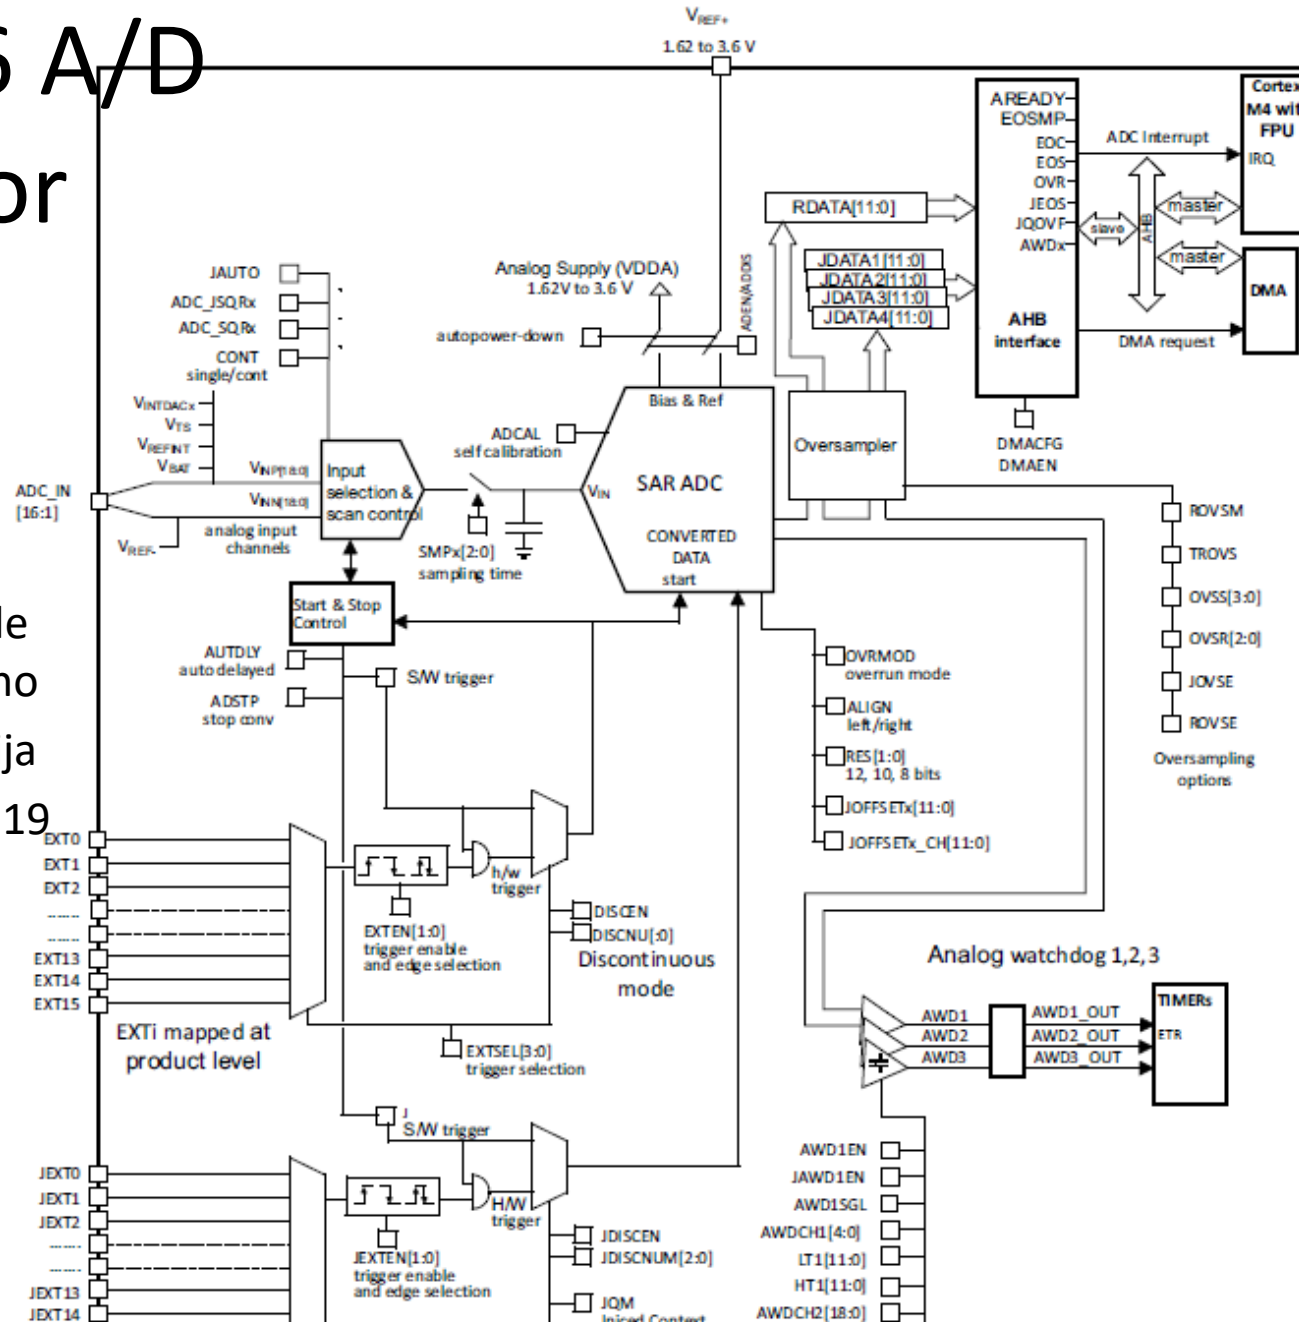 6 A/D
or
de
no
ja
19
VREF+
1.62 to 3.6 V
AREADY
EOSMP
EOC
EOS
OVR
JEOS
JQOVF
AWDx
AHB
interface
ADC Interrupt
Cortex
M4 with
FPU
IRQ
slave
AHB
master
master
DMA
DMA request
DMACFG
DMAEN
RDATA[11:0]
JDATA1[11:0]
JDATA2[11:0]
JDATA3[11:0]
JDATA4[11:0]
JAUTO
ADC_JSQRx
ADC_SQRx
CONT
single/cont
Analog Supply (VDDA)
1.62V to 3.6 V
autopower-down
ADEN/ADDIS
Bias & Ref
ADCAL
self calibration
Oversampler
VINTDACx
VTS
VREFINT
VBAT
ADC_IN
[16:1]
VINP[18:0]
VINN[18:0]
VREF-
analog input
channels
Input
selection &
scan control
SMPx[2:0]
sampling time
VIN
SAR ADC
CONVERTED
DATA
start
Start & Stop
Control
AUTDLY
auto delayed
ADSTP
stop conv
S/W trigger
ROVSM
TROVS
OVSS[3:0]
OVSR[2:0]
JOVSE
ROVSE
Oversampling
options
OVRMOD
overrun mode
ALIGN
left/right
RES[1:0]
12, 10, 8 bits
JOFFSETx[11:0]
JOFFSETx_CH[11:0]
EXT0
EXT1
EXT2
.......
.......
EXT13
EXT14
EXT15
EXTi mapped at
product level
h/w
trigger
EXTEN[1:0]
trigger enable
and edge selection
DISCEN
DISCNU[:0]
Discontinuous
mode
EXTSEL[3:0]
trigger selection
Analog watchdog 1,2,3
AWD1
AWD2
AWD3
AWD1_OUT
AWD2_OUT
AWD3_OUT
TIMERs
ETR
J
S/W trigger
JEXT0
JEXT1
JEXT2
.......
.......
JEXT13
JEXT14
H/W
trigger
JEXTEN[1:0]
trigger enable
and edge selection
JDISCEN
JDISCNUM[2:0]
JQM
Injced Context
AWD1EN
JAWD1EN
AWD1SGL
AWDCH1[4:0]
LT1[11:0]
HT1[11:0]
AWDCH2[18:0]